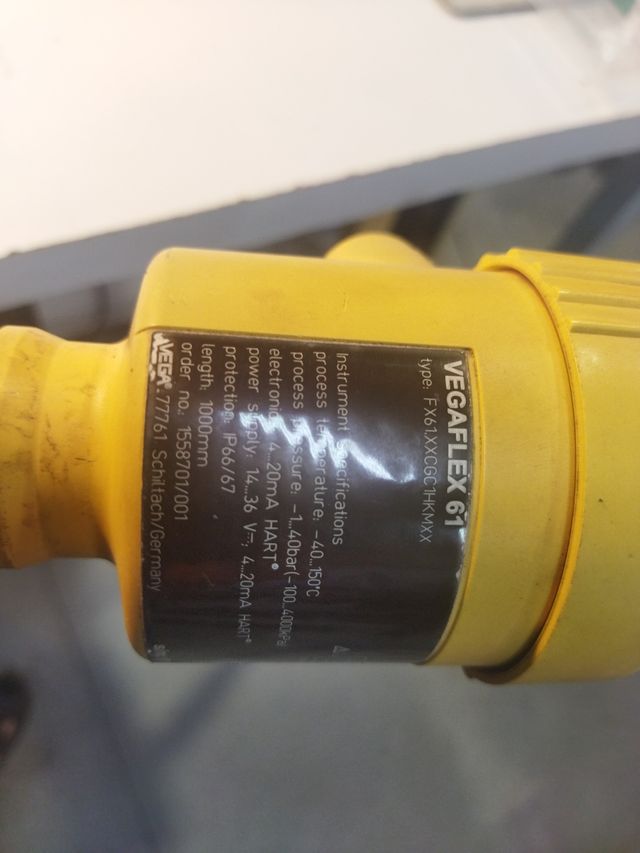 VEGAFLEX 61
type: FX61.XXCGC1HKMXX
Instrument specifications
process temperature: -40...150°C
process pressure: -1...40bar(-100...4000kPa)
electronic: 4...20mA HART®
power supply: 14...36 V⎓, 4...20mA HART®
protection: IP66/67
length: 1000mm
order no.: 1558701/001
VEGA® 77761 Schiltach/Germany